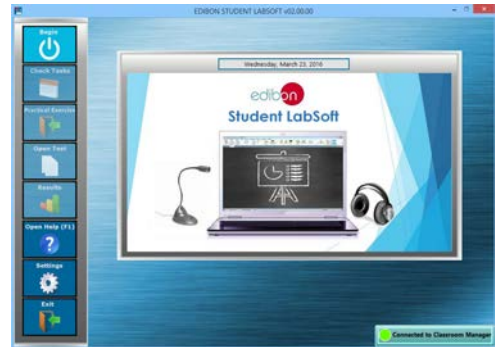 EDIBON STUDENT LABSOFT v02.00.00
Begin
Check Tasks
Practical Exercise
Open Test
Results
Open Help (F1)
Settings
Exit
Wednesday, March 23, 2016
edibon
Student LabSoft
Connected to Classroom Manager